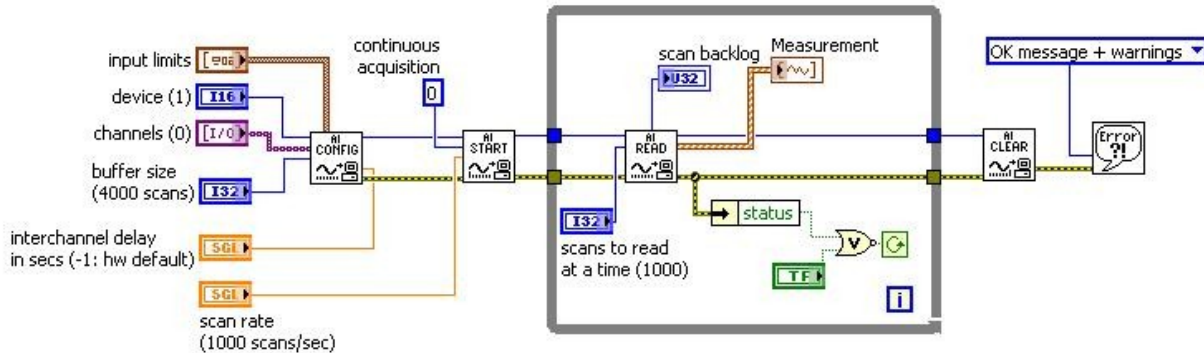 input limits
device (1)
I16
channels (0)
I/O
buffer size
(4000 scans)
I32
interchannel delay
in secs (-1: hw default)
SGL
SGL
scan rate
(1000 scans/sec)
continuous
acquisition
0
AI
CONFIG
AI
START
scan backlog
U32
Measurement
AI
READ
I32
scans to read
at a time (1000)
status
V
TF
i
OK message + warnings
AI
CLEAR
Error
?!